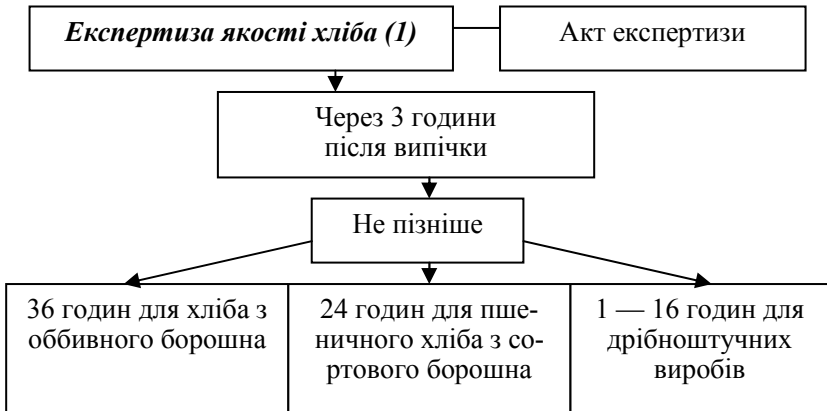 Експертиза якості хліба (1)
Акт експертизи
Через 3 години
після випічки
Не пізніше
36 годин для хліба з
оббивного борошна
24 годин для пше-
ничного хліба з со-
ртового борошна
1 — 16 годин для
дрібноштучних
виробів